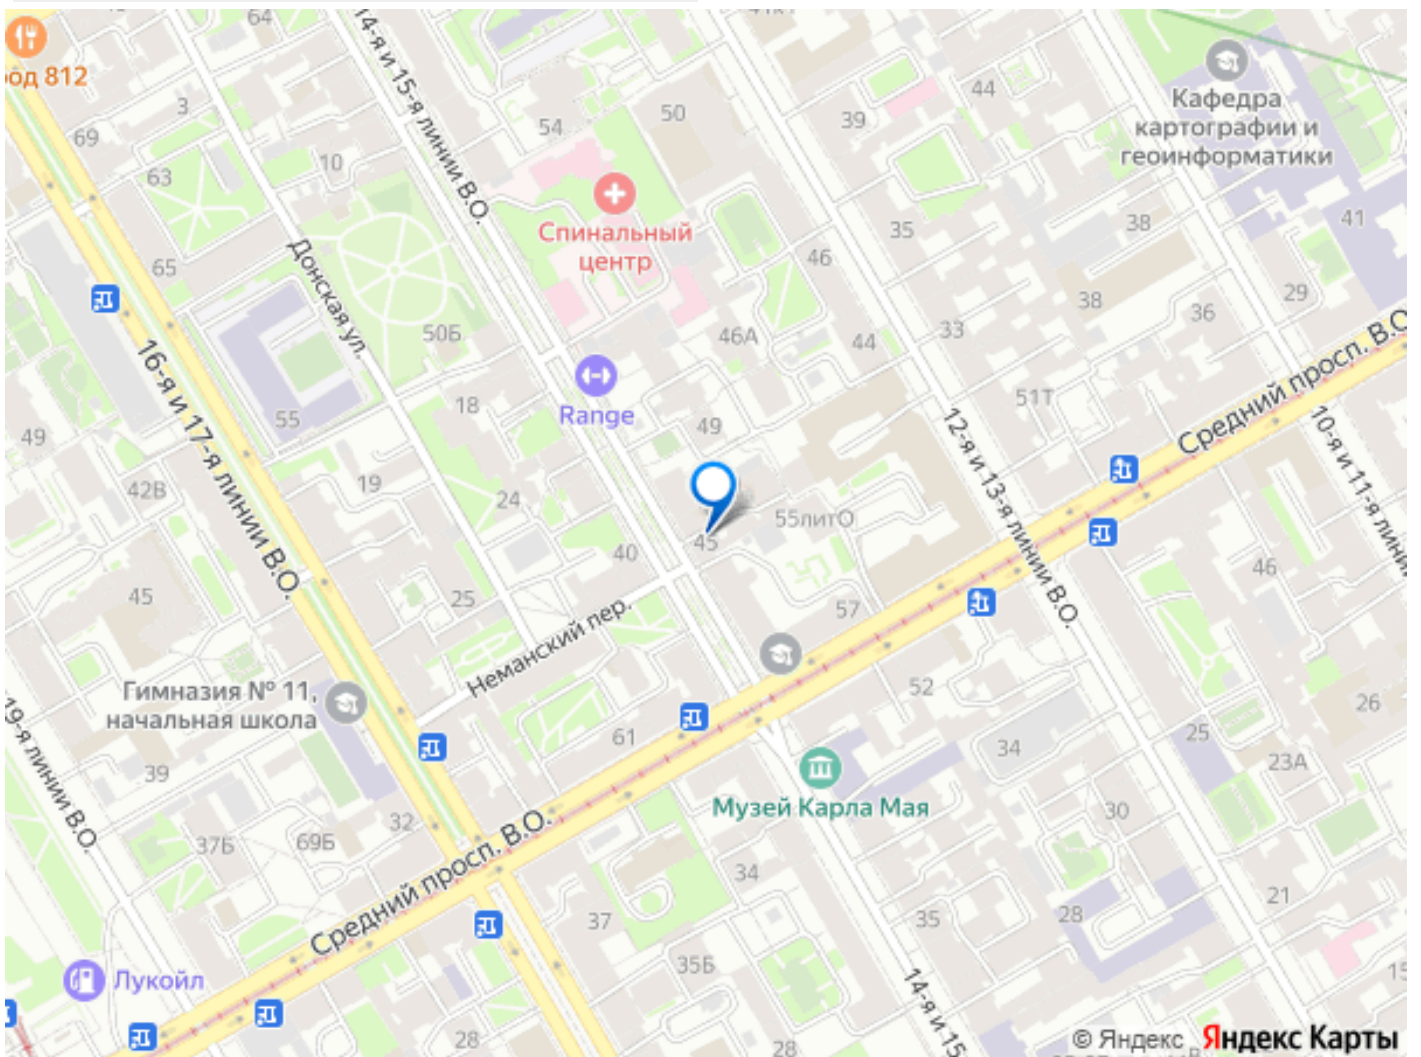 64
14-я и 15-я линии В.О.
од 812
3
69
63
10
65
54
50
39
44
Кафедра
картографии и
геоинформатики
Спинальный
центр
Донская ул.
50Б
46
35
38
41
38
36
29
33
46А
44
16-я и 17-я линии В.О.
Range
18
55
49
51Т
Средний просп. В.О.
49
42В
19
24
12-я и 13-я линии В.О.
10-я и 11-я линии
55литО
45
40
46
45
25
57
Неманский пер.
Гимназия № 11,
начальная школа
52
26
61
34
25
23А
19-я линии В.О.
39
Музей Карла Мая
37Б
69Б
32
30
Средний просп. В.О.
34
37
35
28
21
35Б
Лукойл
14-я и 15
15
28
28
© Яндекс Яндекс Карты